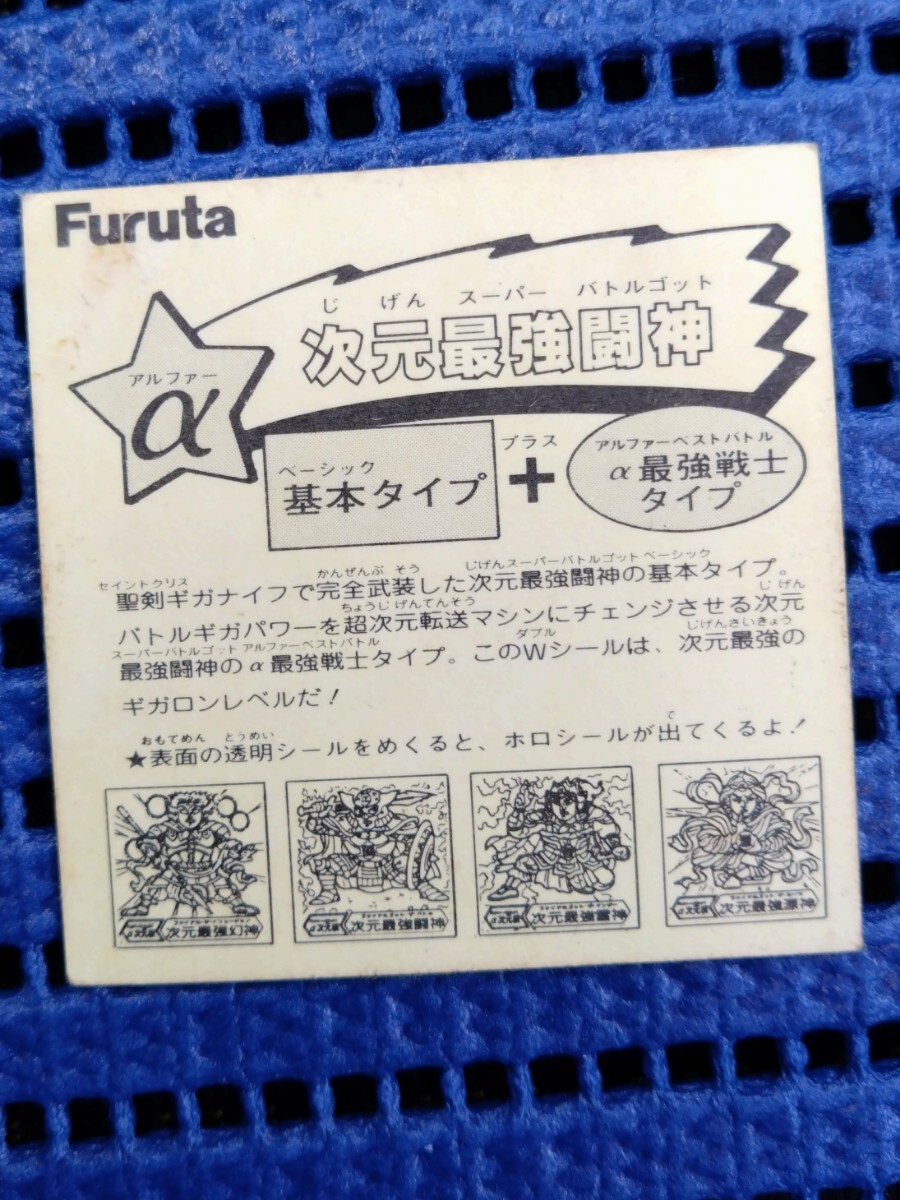 Furuta
じ げん スーパー バトルゴット
次元最強闘神
アルファー
α
ベーシック
基本タイプ
プラス
+
アルファーベストバトル
α最強戦士
タイプ
セイントクリス かんぜんぶ そう じげんスーパーバトルゴット ベーシック
聖剣ギガナイフで完全武装した次元最強闘神の基本タイプ。
ちょうじげんてんそう じ げん
バトルギガパワーを超次元転送マシンにチェンジさせる次元
スーパーバトルゴット アルファーベストバトル ダブル じげんさいきょう
最強闘神のα最強戦士タイプ。このWシールは、次元最強の
ギガロンレベルだ!
おもてめん とうめい で
★表面の透明シールをめくると、ホロシールが出てくるよ!
次元最強幻神
次元最強闘神
次元最強雷神